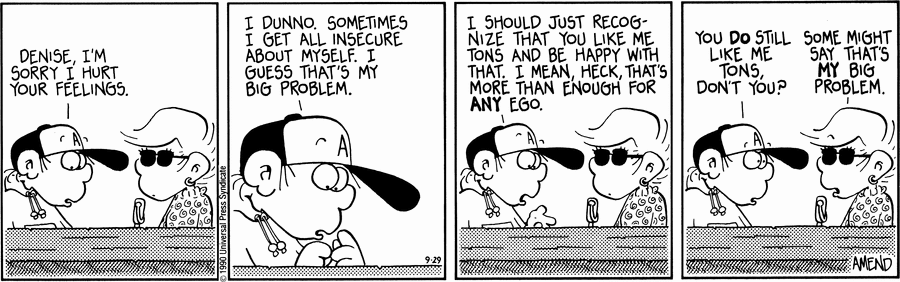 DENISE, I'M
SORRY I HURT
YOUR FEELINGS.
A
© 1990 Universal Press Syndicate
I DUNNO. SOMETIMES
I GET ALL INSECURE
ABOUT MYSELF. I
GUESS THAT'S MY
BIG PROBLEM.
A
9-29
I SHOULD JUST RECOG-
NIZE THAT YOU LIKE ME
TONS AND BE HAPPY WITH
THAT. I MEAN, HECK, THAT'S
MORE THAN ENOUGH FOR
ANY EGO.
A
YOU DO STILL
LIKE ME
TONS,
DON'T YOU?
SOME MIGHT
SAY THAT'S
MY BIG
PROBLEM.
A
AMEND